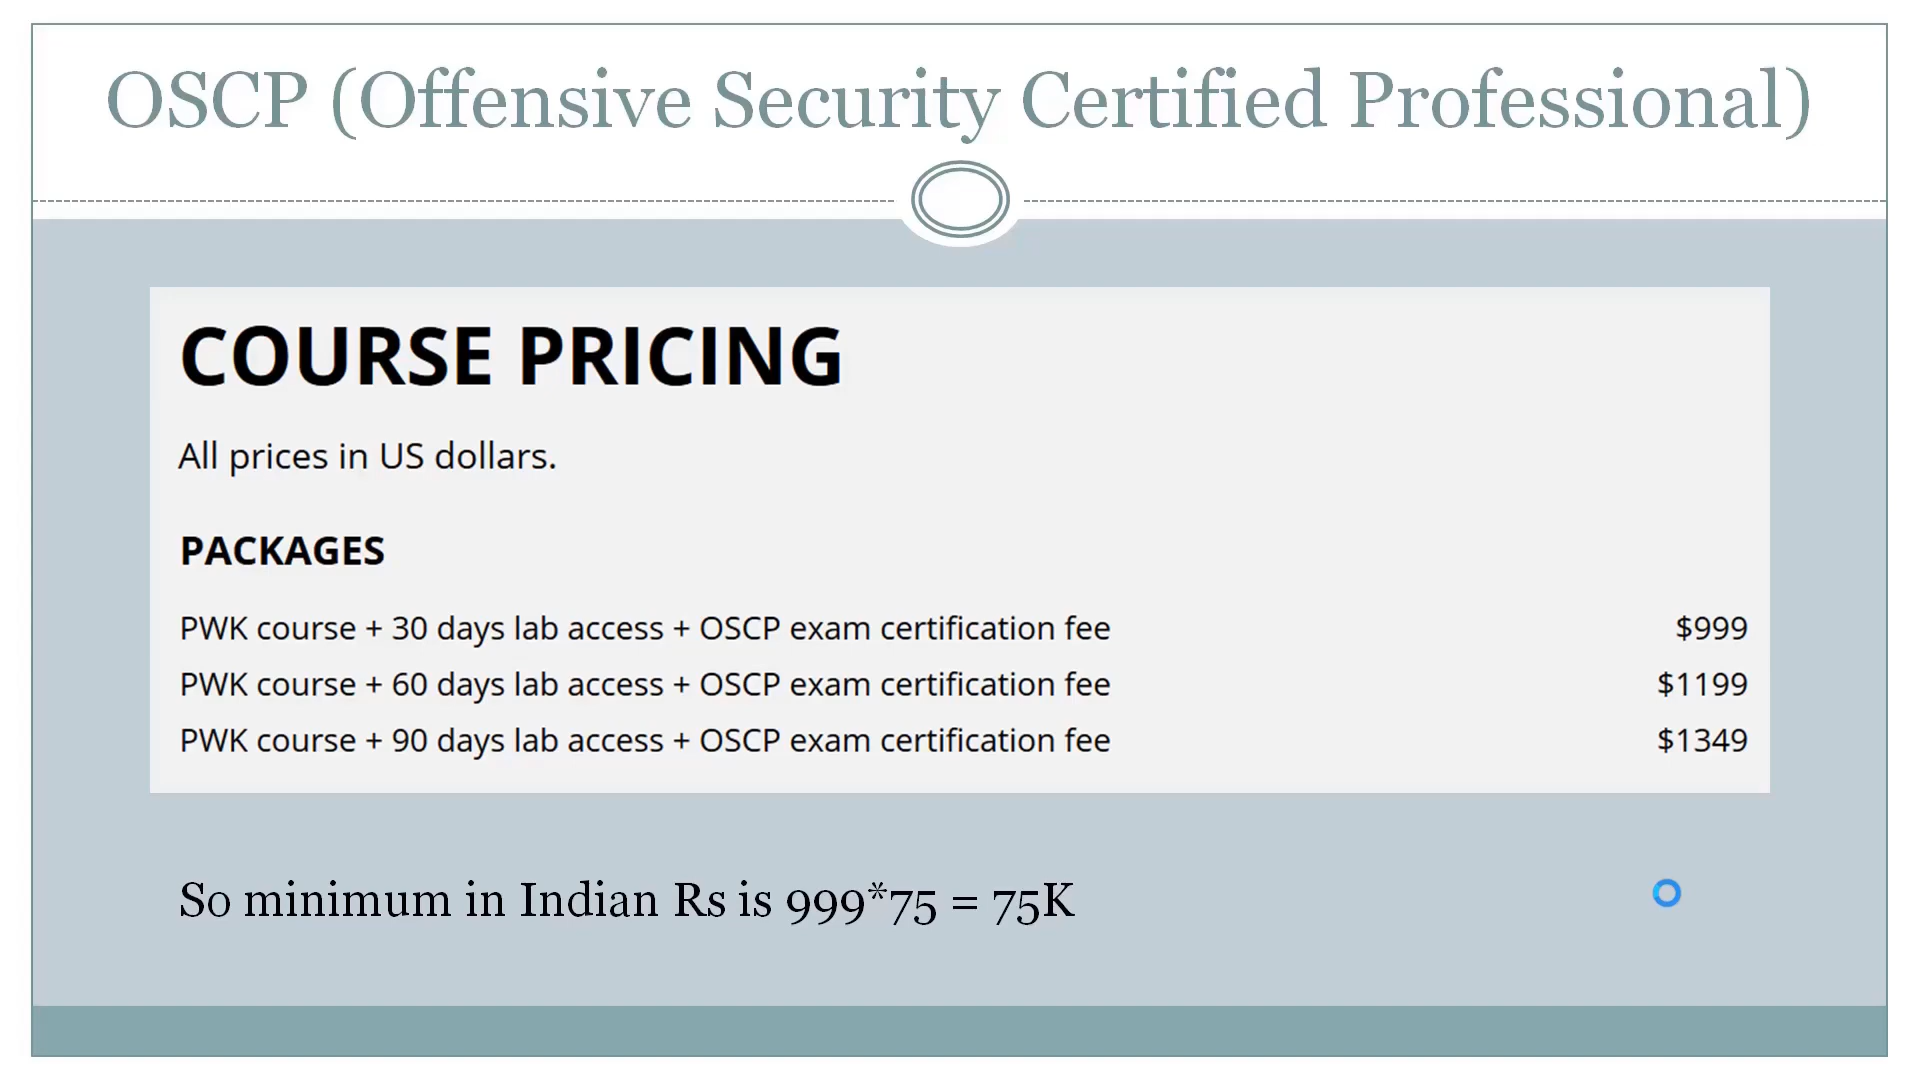 OSCP (Offensive Security Certified Professional)
COURSE PRICING
All prices in US dollars.
PACKAGES
PWK course + 30 days lab access + OSCP exam certification fee $999
PWK course + 60 days lab access + OSCP exam certification fee $1199
PWK course + 90 days lab access + OSCP exam certification fee $1349
So minimum in Indian Rs is 999*75 = 75K